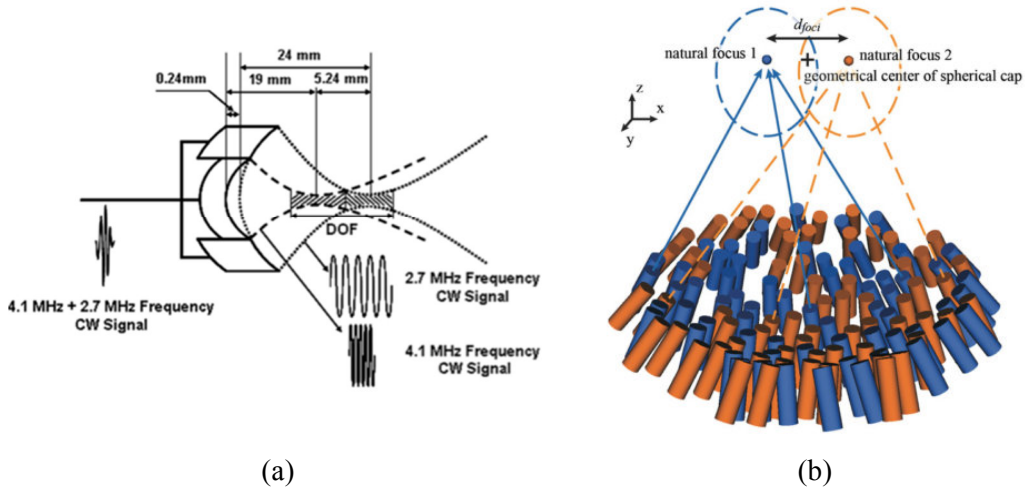 24 mm
0.24mm
19 mm
5.24 mm
DOF
4.1 MHz + 2.7 MHz Frequency
CW Signal
2.7 MHz Frequency
CW Signal
4.1 MHz Frequency
CW Signal
(a)
dfoci
natural focus 1
natural focus 2
+
geometrical center of spherical cap
z
x
y
(b)